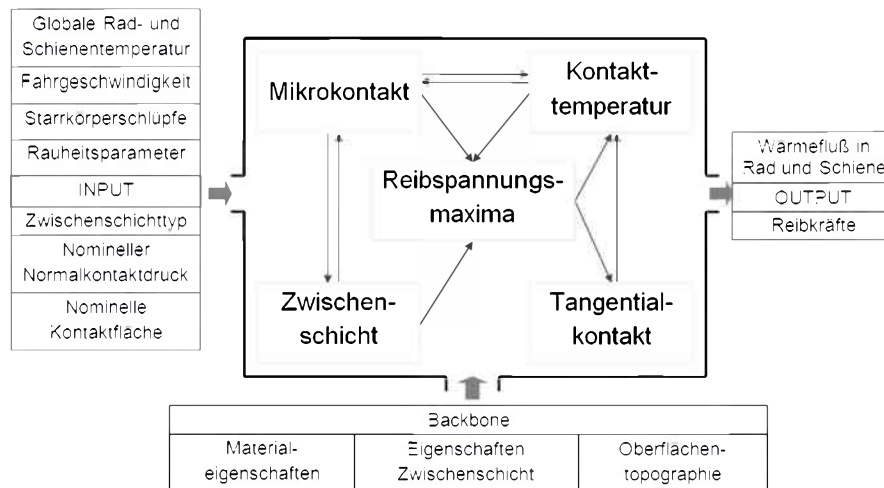 Globale Rad- und
Schienentemperatur
Fahrgeschwindigkeit
Starrkörperschlüpfe
Rauheitsparameter
INPUT
Zwischenschichttyp
Nomineller
Normalkontaktdruck
Nominelle
Kontaktfläche
Mikrokontakt
Kontakt-
temperatur
Reibspannungs-
maxima
Zwischen-
schicht
Tangential-
kontakt
Wärmefluß in
Rad und Schiene
OUTPUT
Reibkräfte
Backbone
Material-
eigenschaften
Eigenschaften
Zwischenschicht
Oberflächen-
topographie